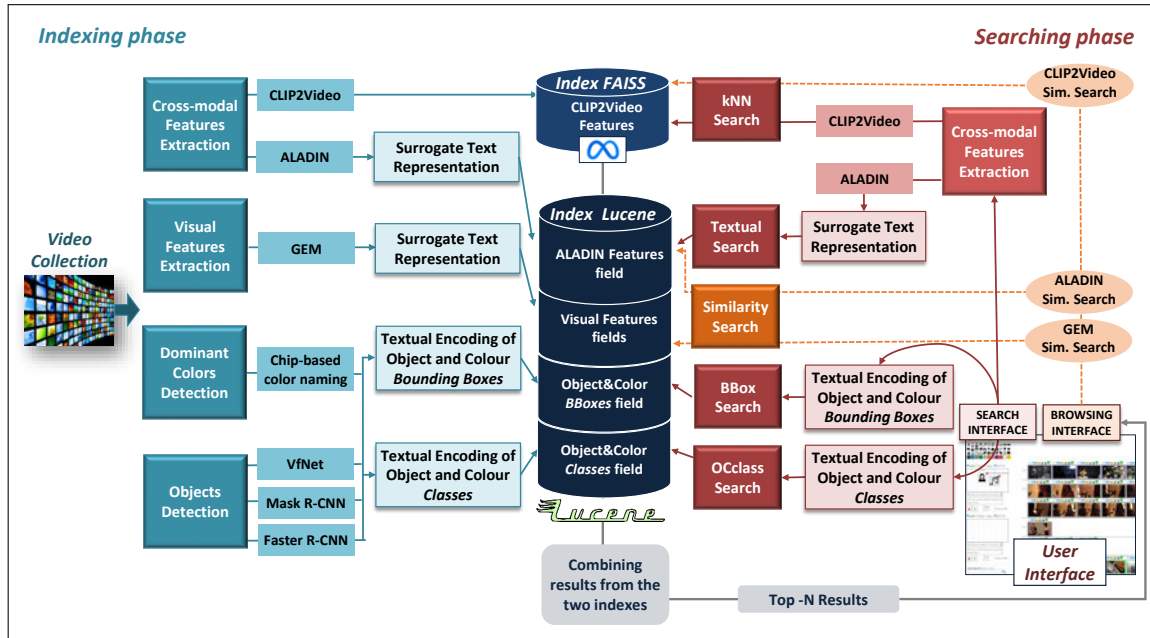 Indexing phase
Searching phase
Video
Collection
Cross-modal
Features
Extraction
CLIP2Video
ALADIN
Surrogate Text
Representation
Visual
Features
Extraction
GEM
Surrogate Text
Representation
Dominant
Colors
Detection
Chip-based
color naming
Textual Encoding of
Object and Colour
Bounding Boxes
Objects
Detection
VfNet
Mask R-CNN
Faster R-CNN
Textual Encoding of
Object and Colour
Classes
Index FAISS
CLIP2Video
Features
Index Lucene
ALADIN Features
field
Visual Features
fields
Object&Color
BBoxes field
Object&Color
Classes field
Lucene
Combining
results from the
two indexes
Top -N Results
kNN
Search
CLIP2Video
Cross-modal
Features
Extraction
ALADIN
Textual
Search
Surrogate Text
Representation
Similarity
Search
BBox
Search
Textual Encoding of
Object and Colour
Bounding Boxes
OCclass
Search
Textual Encoding of
Object and Colour
Classes
CLIP2Video
Sim. Search
ALADIN
Sim. Search
GEM
Sim. Search
SEARCH
INTERFACE
BROWSING
INTERFACE
User
Interface